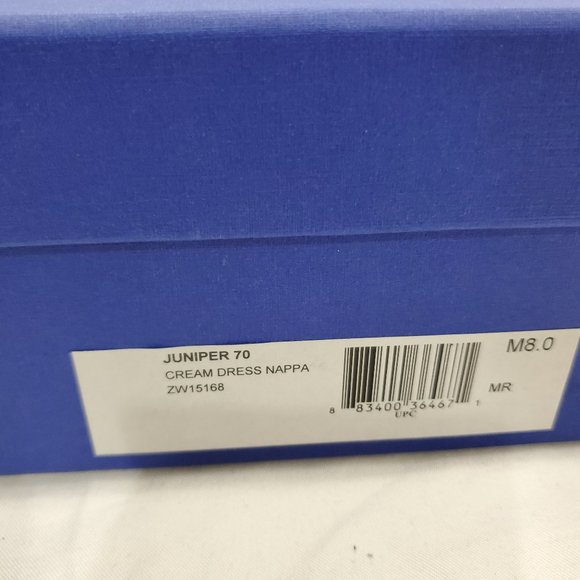 JUNIPER 70
CREAM DRESS NAPPA
ZW15168
M8.0
MR
8 83400 36467 1
UPC